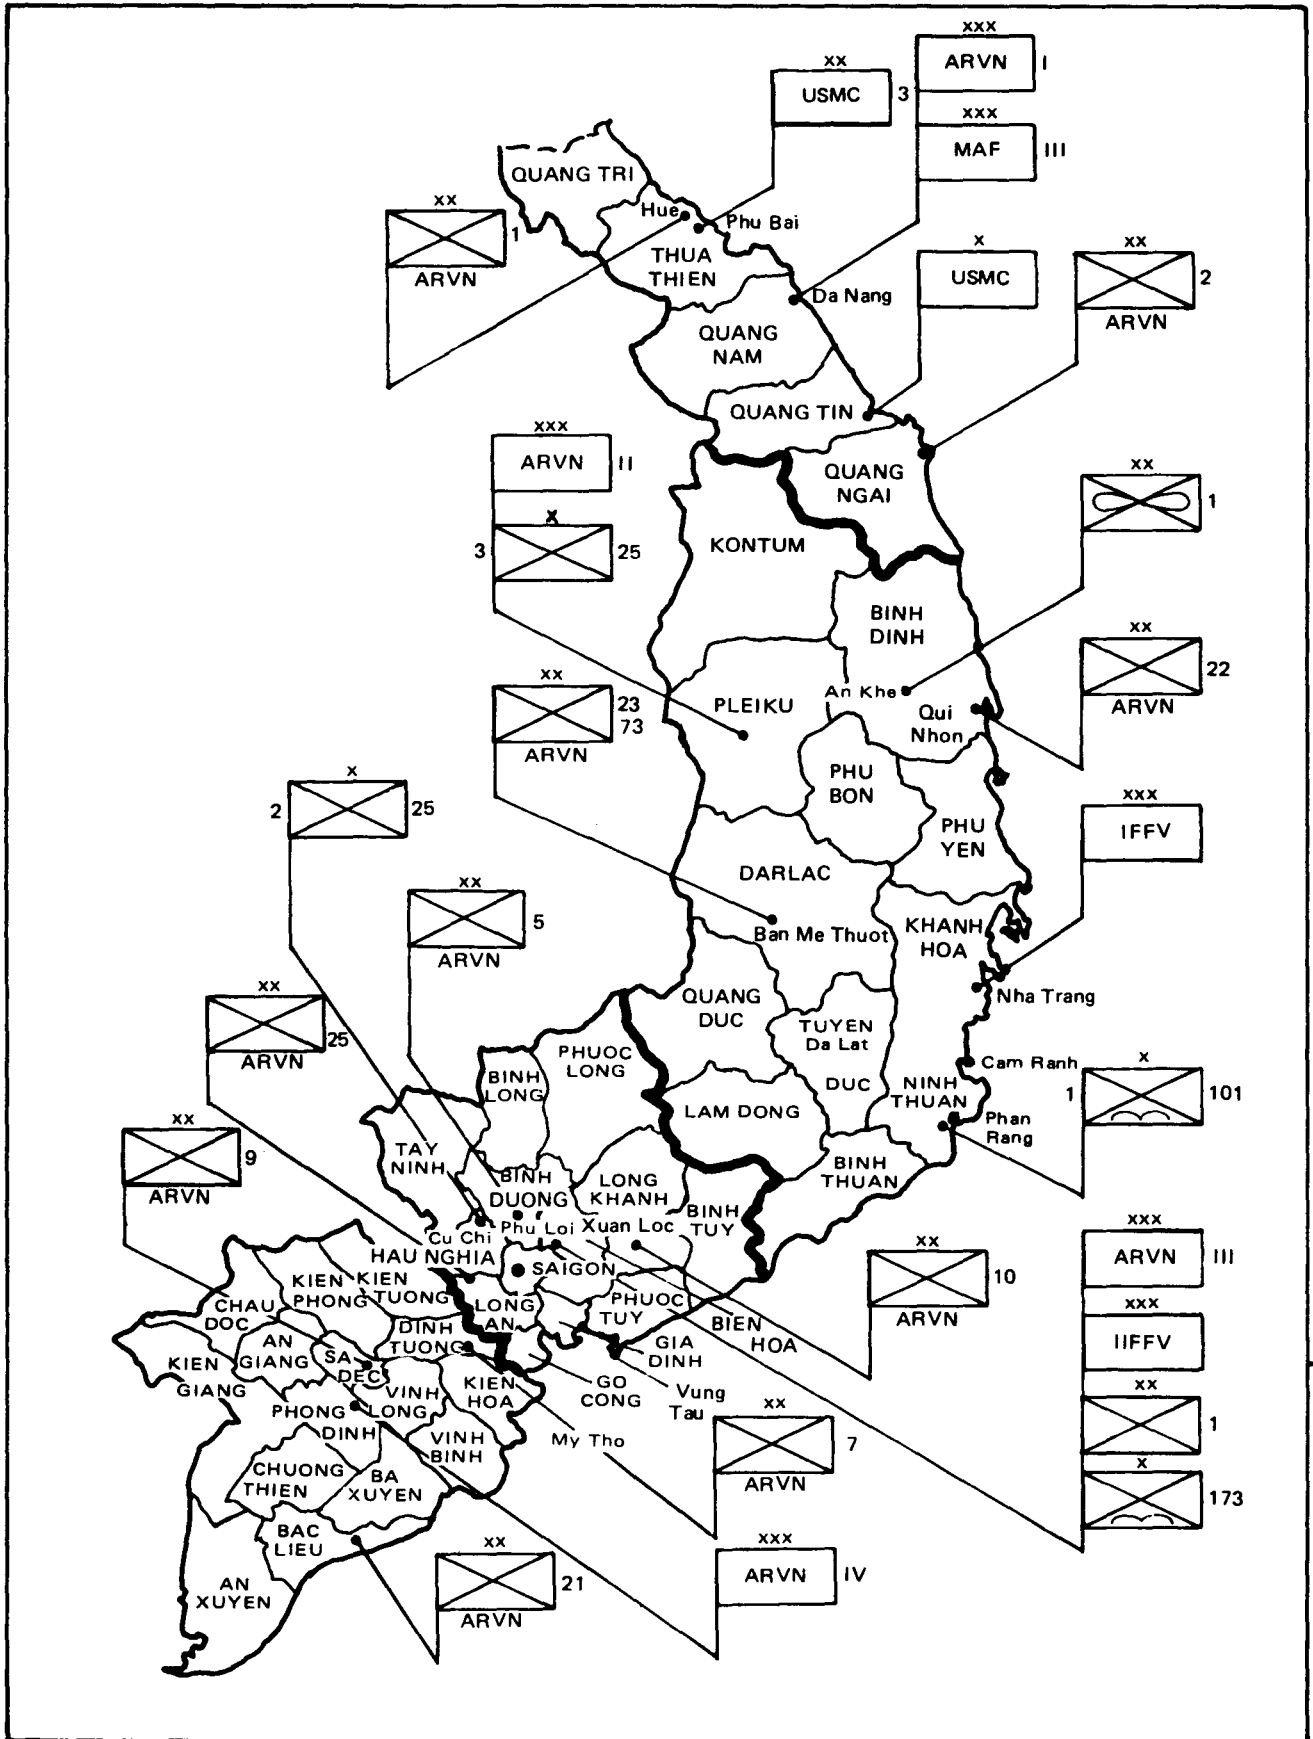 XXX
ARVN I
XX
USMC 3
XXX
MAF III
QUANG TRI
XX
1
ARVN
Hue
Phu Bai
THUA
THIEN
X
USMC
XX
2
ARVN
Da Nang
QUANG
NAM
QUANG TIN
XXX
ARVN II
QUANG
NGAI
XX
1
X
3 25
KONTUM
BINH
DINH
XX
22
ARVN
XX
23
73
ARVN
PLEIKU
An Khe
Qui
Nhon
X
2 25
PHU
BON
XXX
IFFV
PHU
YEN
DARLAC
XX
5
ARVN
Ban Me Thuot
KHANH
HOA
XX
25
ARVN
QUANG
DUC
Nha Trang
TUYEN
Da Lat
DUC
PHUOC
LONG
BINH
LONG
Cam Ranh
X
1 101
NINH
THUAN
LAM DONG
Phan
Rang
XX
9
ARVN
TAY
NINH
BINH
THUAN
BINH
DUONG
LONG
KHANH
BINH
TUY
Cu Chi
Phu Loi
Xuan Loc
HAU NGHIA
SAIGON
XX
10
ARVN
XXX
ARVN III
KIEN
PHONG
KIEN
TUONG
CHAU
DOC
LONG
AN
PHUOC
TUY
BIEN
HOA
XXX
IIFFV
DINH
TUONG
AN
GIANG
SA
DEC
GIA
DINH
KIEN
GIANG
VINH
LONG
KIEN
HOA
GO
CONG
Vung
Tau
XX
1
PHONG
DINH
XX
7
ARVN
VINH
BINH
My Tho
CHUONG
THIEN
BA
XUYEN
X
173
BAC
LIEU
XX
21
ARVN
XXX
ARVN IV
AN
XUYEN